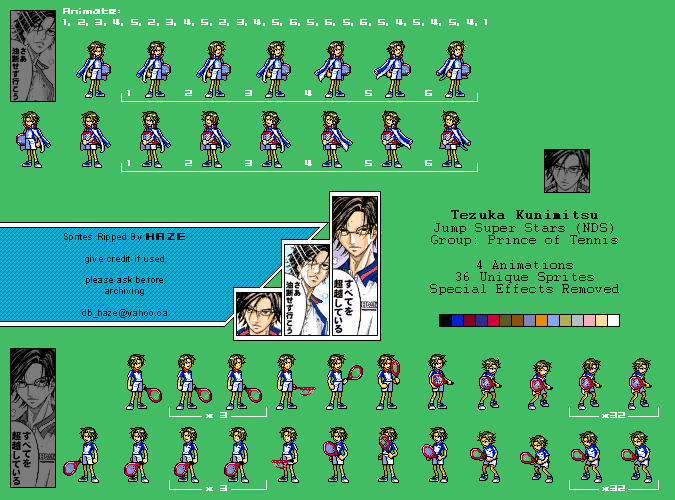 Animate:
1, 2, 3, 4, 5, 2, 3, 4, 5, 2, 3, 4, 5, 6, 5, 6, 5, 6, 5, 4, 5, 4, 5, 4, 1
さあ
油断せず行こう
1 2 3 4 5 6
1 2 3 4 5 6
Sprites Ripped By HAZE
give credit if used
please ask before
archiving
db_haze@yahoo.ca
さあ
油断せず行こう
すべてを
超越している
Tezuka Kunimitsu
Jump Super Stars (NDS)
Group: Prince of Tennis
4 Animations
36 Unique Sprites
Special Effects Removed
すべてを
超越している
x 3
x32
x 3
x32